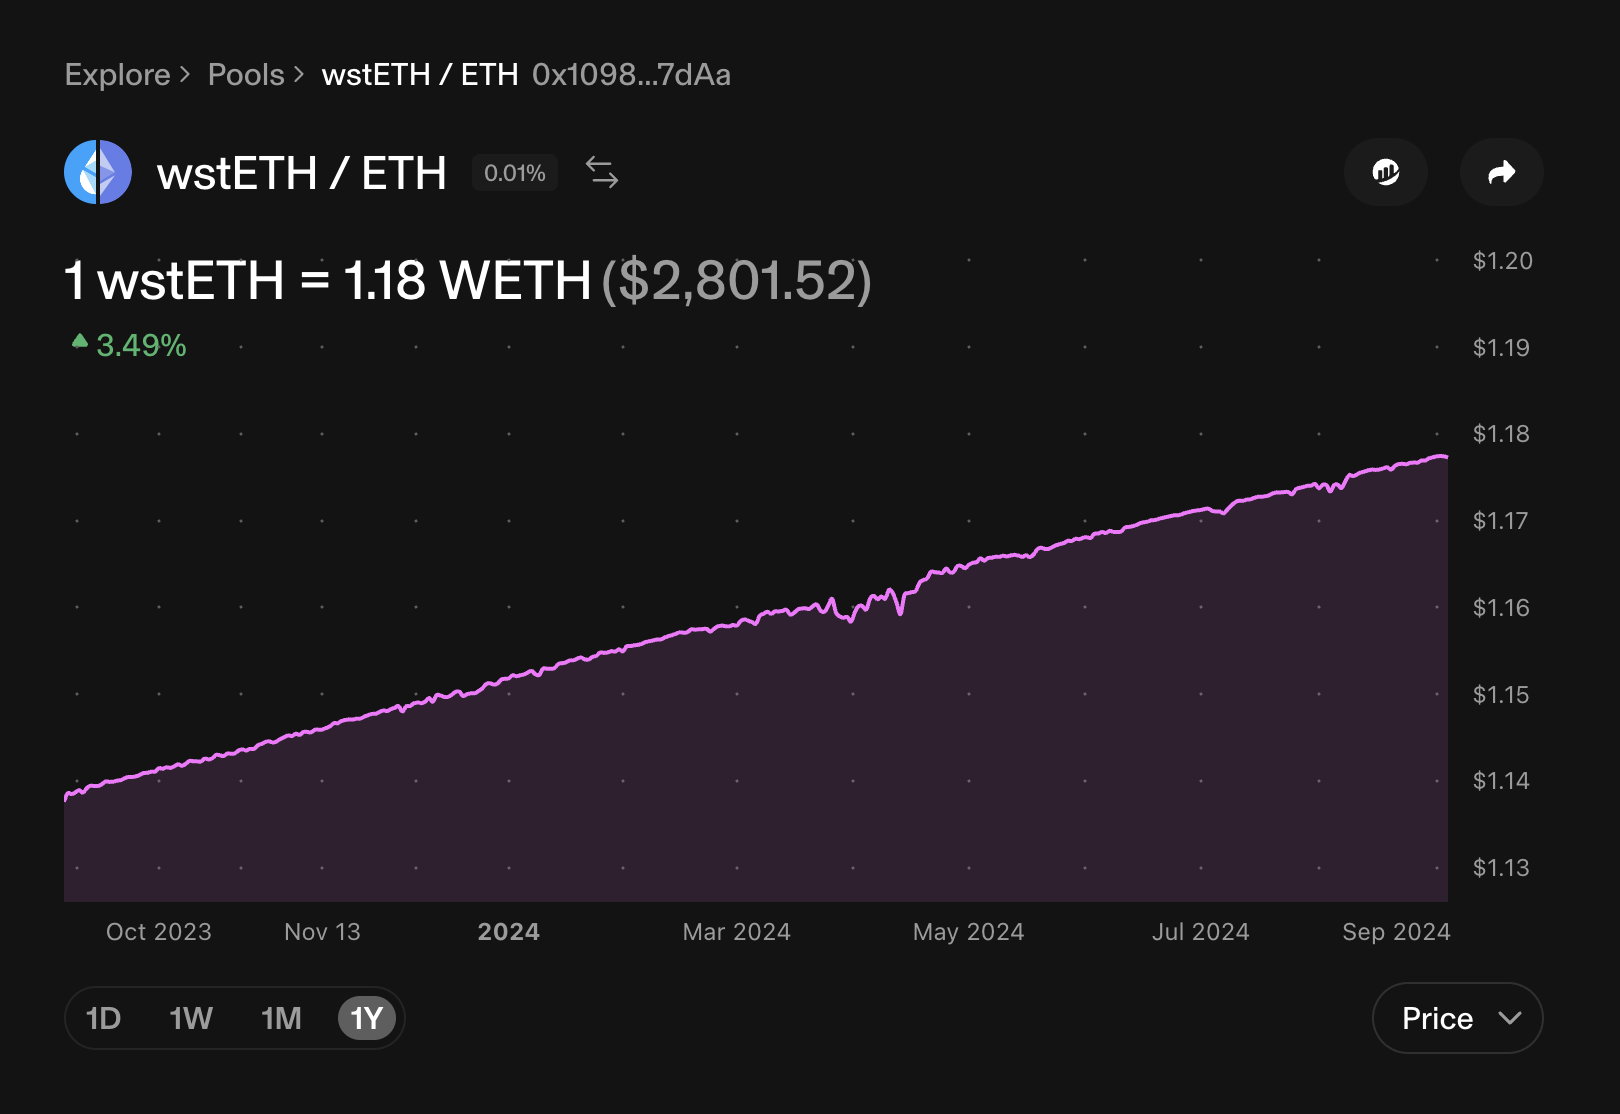 Explore > Pools > wstETH / ETH 0x1098...7dAa
wstETH / ETH 0.01%
1 wstETH = 1.18 WETH ($2,801.52)
3.49%
$1.20
$1.19
$1.18
$1.17
$1.16
$1.15
$1.14
$1.13
Oct 2023 Nov 13 2024 Mar 2024 May 2024 Jul 2024 Sep 2024
1D 1W 1M 1Y
Price